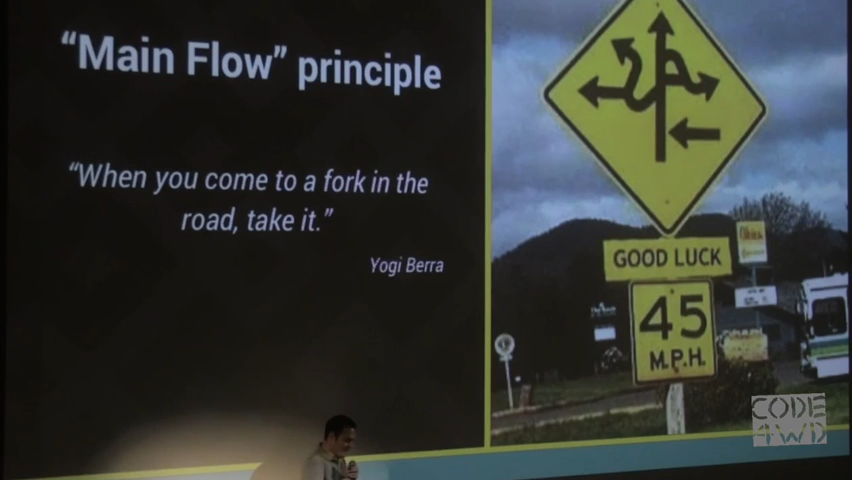 “Main Flow” principle
“When you come to a fork in the
road, take it.”
Yogi Berra
GOOD LUCK
45
M.P.H.
CODE
4WD